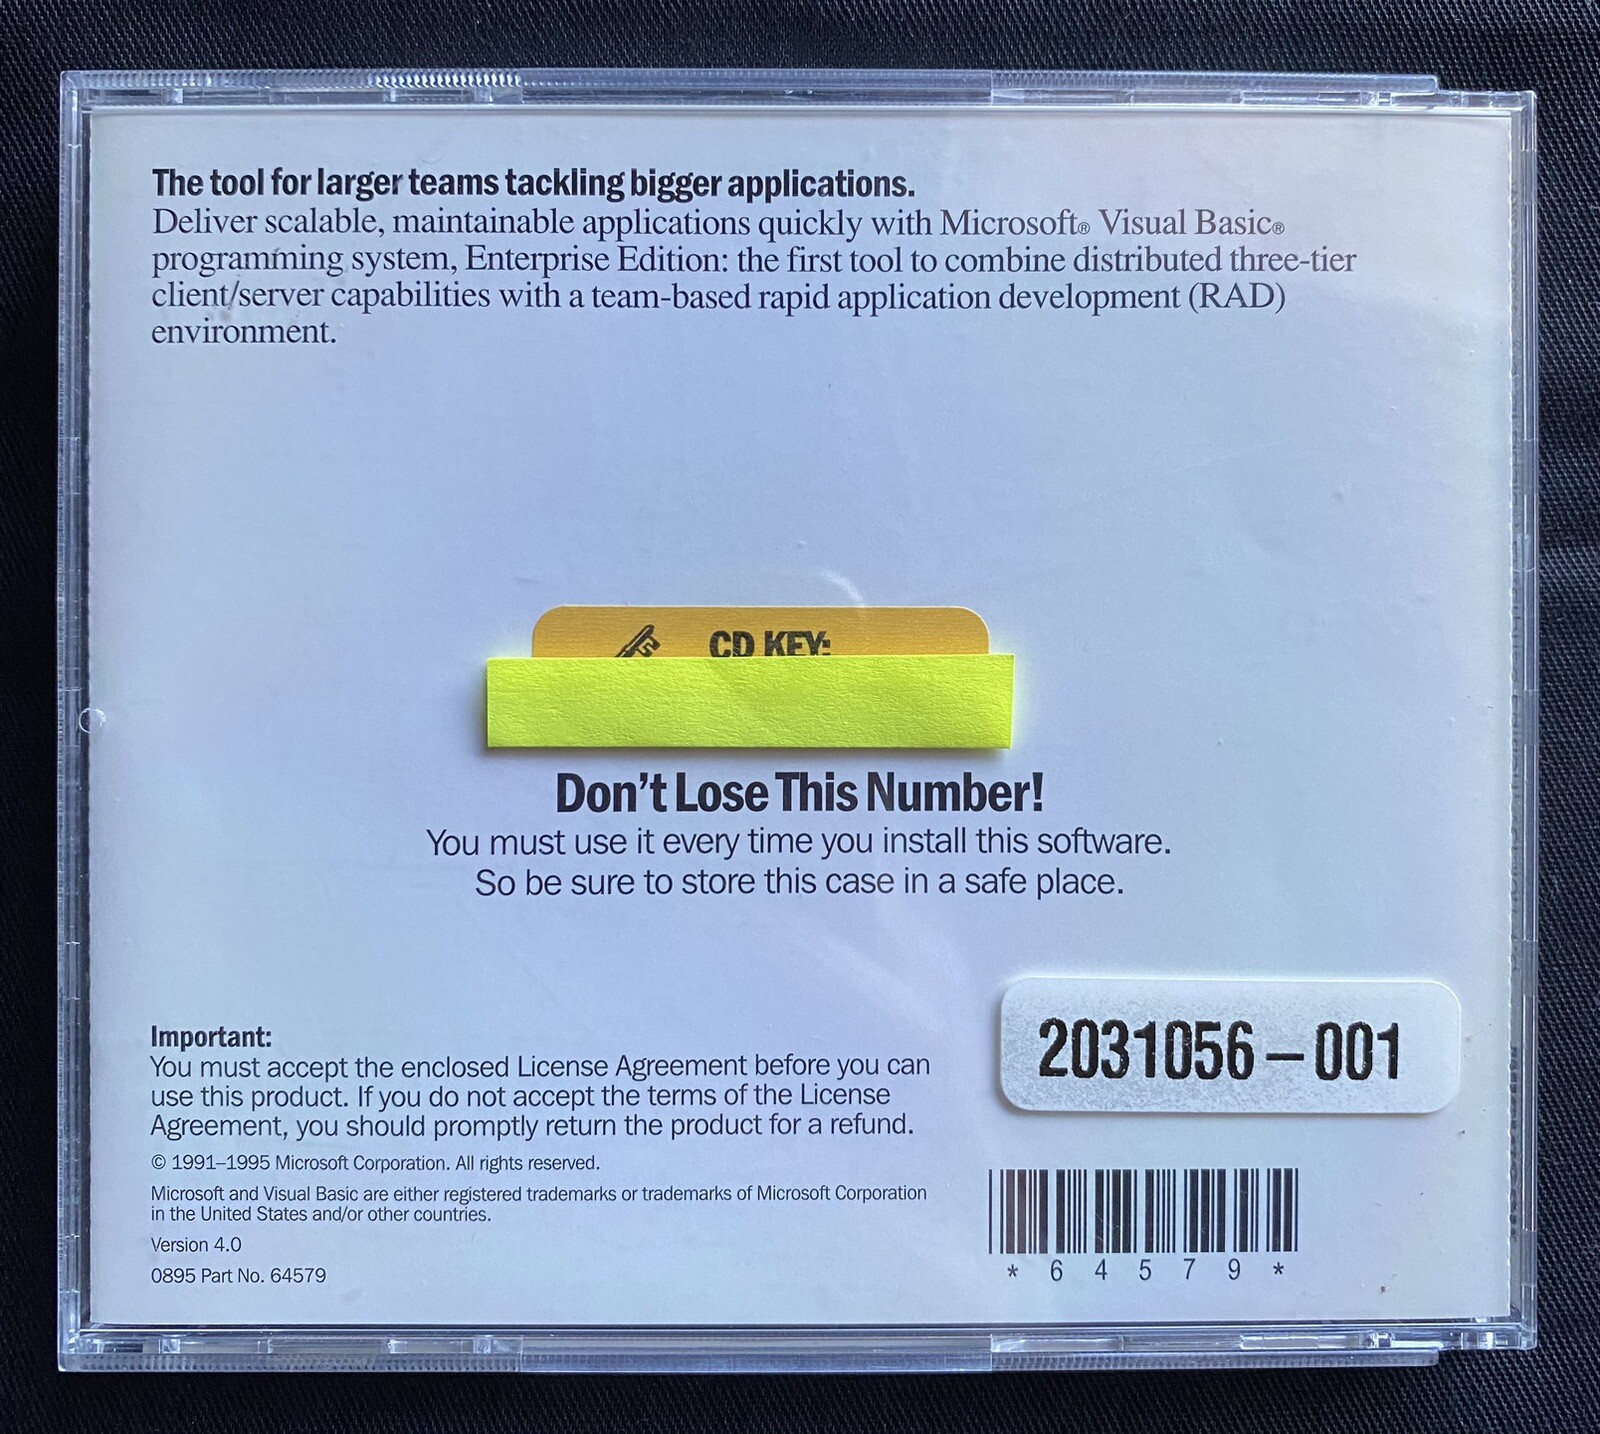 The tool for larger teams tackling bigger applications.
Deliver scalable, maintainable applications quickly with Microsoft® Visual Basic®
programming system, Enterprise Edition: the first tool to combine distributed three-tier
client/server capabilities with a team-based rapid application development (RAD)
environment.
CD KEY:
Don't Lose This Number!
You must use it every time you install this software.
So be sure to store this case in a safe place.
Important:
You must accept the enclosed License Agreement before you can
use this product. If you do not accept the terms of the License
Agreement, you should promptly return the product for a refund.
© 1991–1995 Microsoft Corporation. All rights reserved.
Microsoft and Visual Basic are either registered trademarks or trademarks of Microsoft Corporation
in the United States and/or other countries.
Version 4.0
0895 Part No. 64579
2031056–001
* 6 4 5 7 9 *